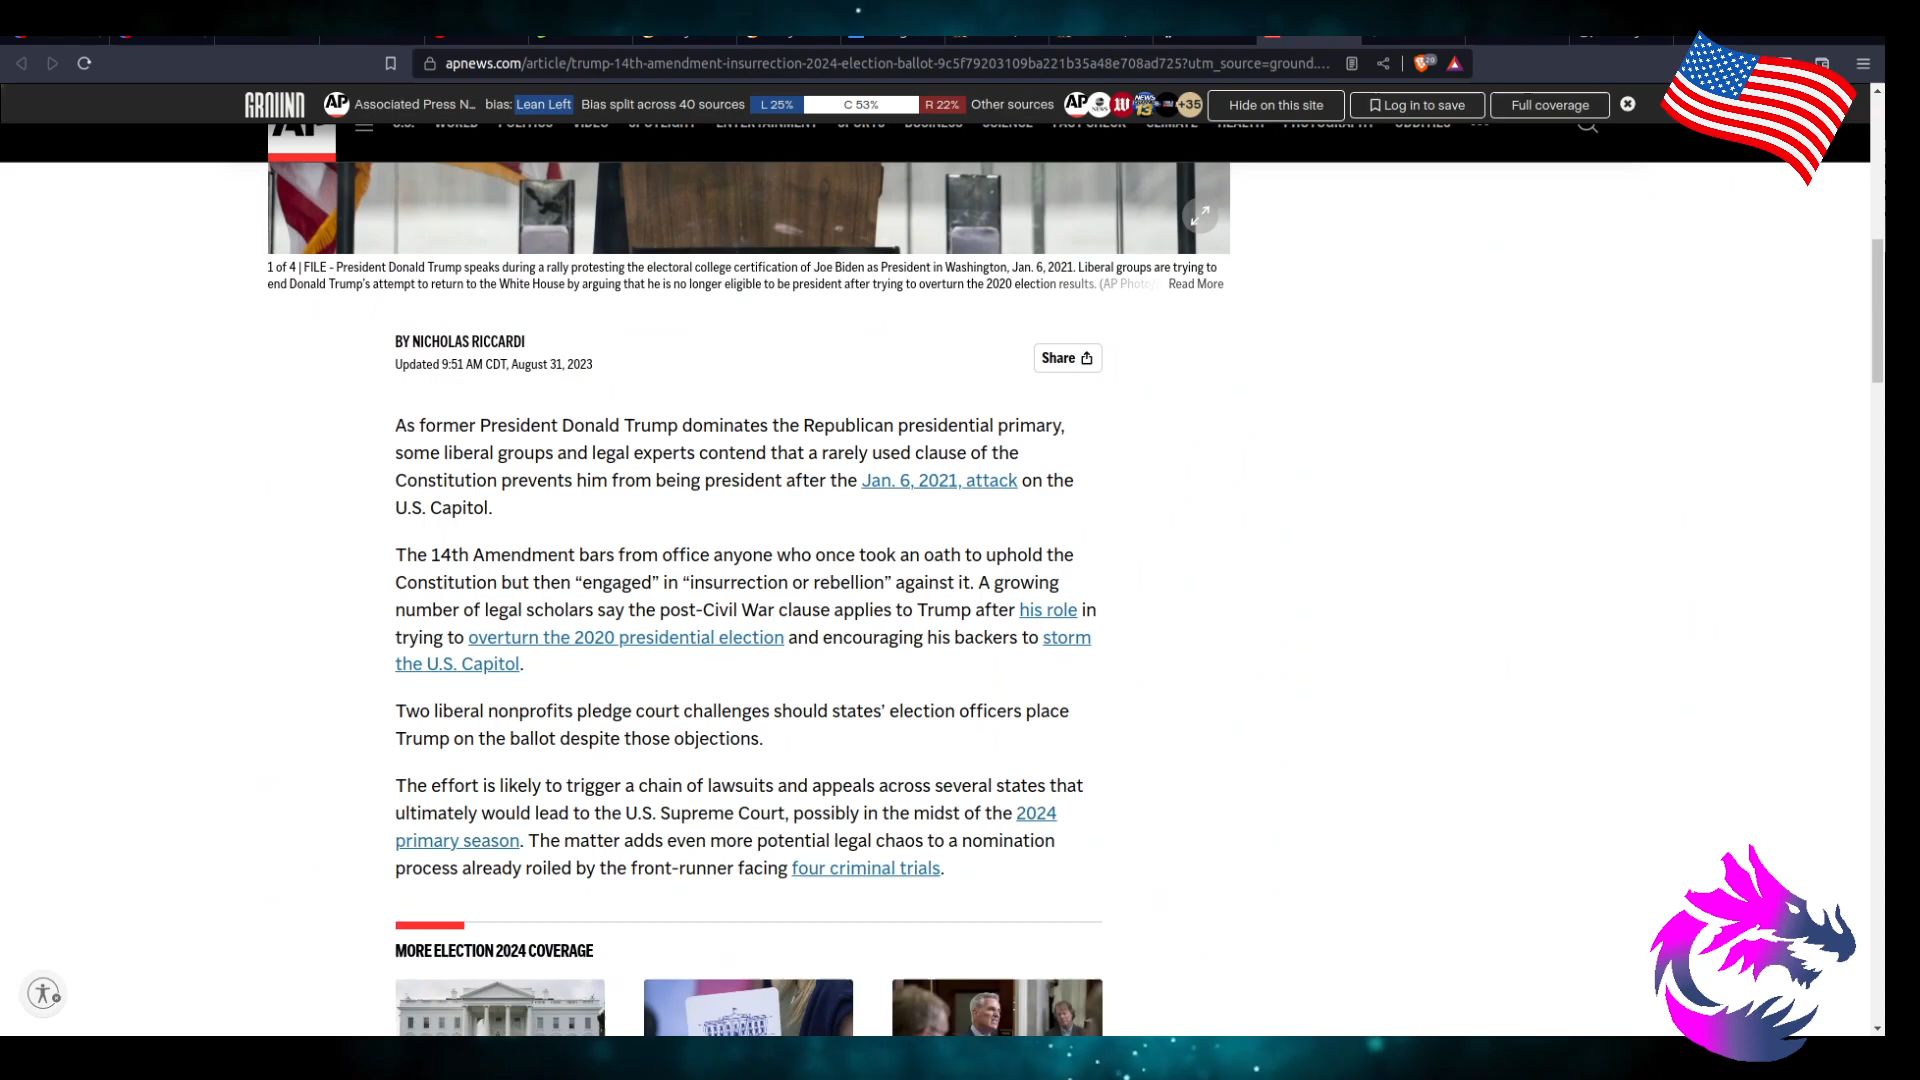 apnews.com/article/trump-14th-amendment-insurrection-2024-election-ballot-9c5f79203109ba221b35a48e708ad725?utm_source=ground....
GROUND AP Associated Press N... bias: Lean Left Bias split across 40 sources L 25% C 53% R 22% Other sources AP +35 Hide on this site Log in to save Full coverage
AP U.S. WORLD POLITICS VIDEO SPOTLIGHT ENTERTAINMENT SPORTS BUSINESS SCIENCE FACT CHECK CLIMATE HEALTH PHOTOGRAPHY ODDITIES
1 of 4 | FILE - President Donald Trump speaks during a rally protesting the electoral college certification of Joe Biden as President in Washington, Jan. 6, 2021. Liberal groups are trying to
end Donald Trump's attempt to return to the White House by arguing that he is no longer eligible to be president after trying to overturn the 2020 election results. (AP Photo/ Read More
BY NICHOLAS RICCARDI
Updated 9:51 AM CDT, August 31, 2023
Share
As former President Donald Trump dominates the Republican presidential primary,
some liberal groups and legal experts contend that a rarely used clause of the
Constitution prevents him from being president after the Jan. 6, 2021, attack on the
U.S. Capitol.
The 14th Amendment bars from office anyone who once took an oath to uphold the
Constitution but then “engaged” in “insurrection or rebellion” against it. A growing
number of legal scholars say the post-Civil War clause applies to Trump after his role in
trying to overturn the 2020 presidential election and encouraging his backers to storm
the U.S. Capitol.
Two liberal nonprofits pledge court challenges should states’ election officers place
Trump on the ballot despite those objections.
The effort is likely to trigger a chain of lawsuits and appeals across several states that
ultimately would lead to the U.S. Supreme Court, possibly in the midst of the 2024
primary season. The matter adds even more potential legal chaos to a nomination
process already roiled by the front-runner facing four criminal trials.
MORE ELECTION 2024 COVERAGE